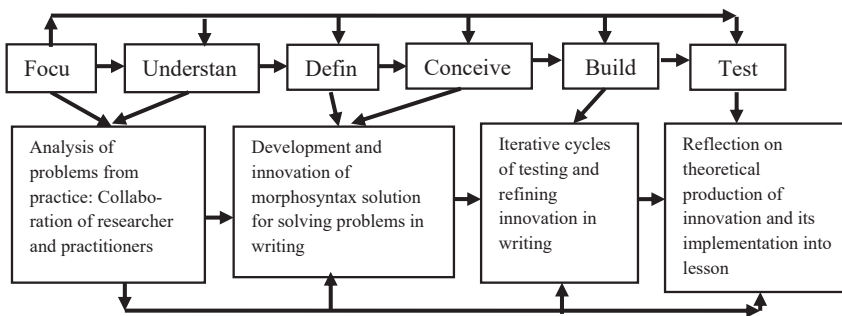 Focu
Understan
Defin
Conceive
Build
Test
Analysis of
problems from
practice: Collabo-
ration of researcher
and practitioners
Development and
innovation of
morphosyntax solution
for solving problems in
writing
Iterative cycles
of testing and
refining
innovation in
writing
Reflection on
theoretical
production of
innovation and its
implementation into
lesson